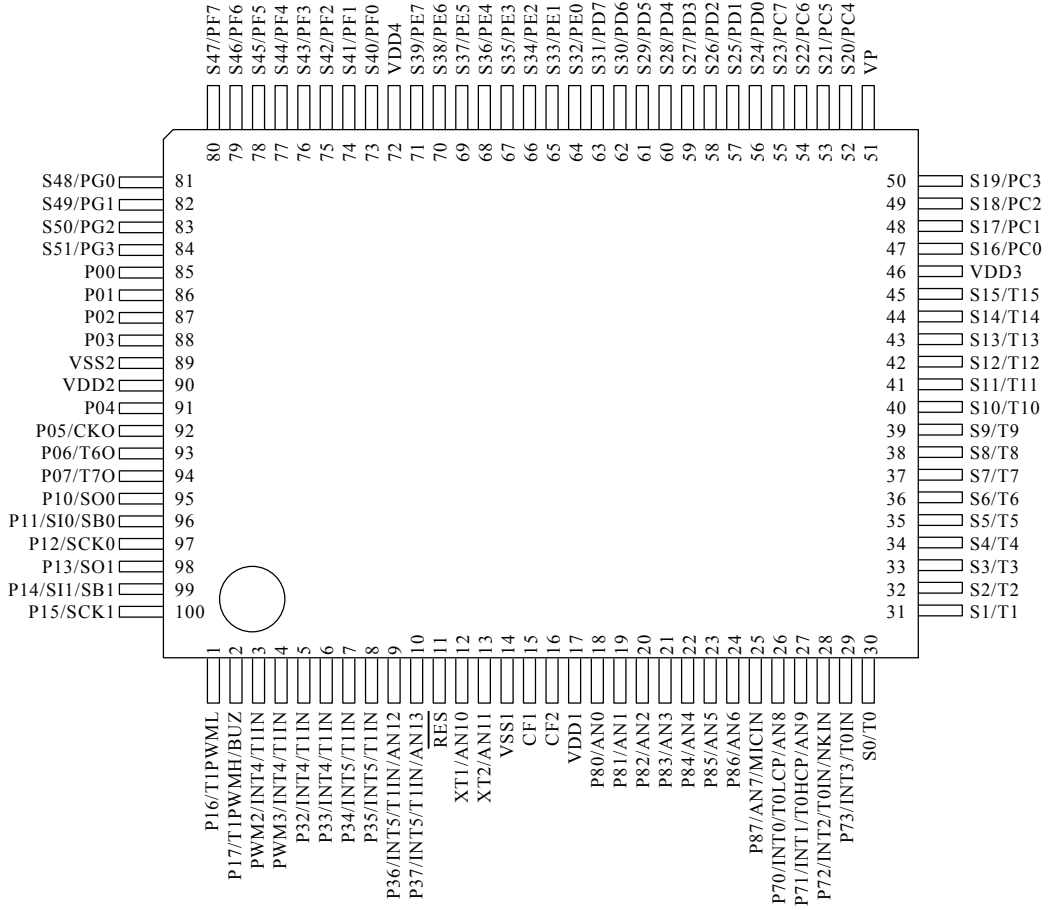 S47/PF7
S46/PF6
S45/PF5
S44/PF4
S43/PF3
S42/PF2
S41/PF1
S40/PF0
VDD4
S39/PE7
S38/PE6
S37/PE5
S36/PE4
S35/PE3
S34/PE2
S33/PE1
S32/PE0
S31/PD7
S30/PD6
S29/PD5
S28/PD4
S27/PD3
S26/PD2
S25/PD1
S24/PD0
S23/PC7
S22/PC6
S21/PC5
S20/PC4
VP
80
79
78
77
76
75
74
73
72
71
70
69
68
67
66
65
64
63
62
61
60
59
58
57
56
55
54
53
52
51
S48/PG0 81 50 S19/PC3
S49/PG1 82 49 S18/PC2
S50/PG2 83 48 S17/PC1
S51/PG3 84 47 S16/PC0
P00 85 46 VDD3
P01 86 45 S15/T15
P02 87 44 S14/T14
P03 88 43 S13/T13
VSS2 89 42 S12/T12
VDD2 90 41 S11/T11
P04 91 40 S10/T10
P05/CKO 92 39 S9/T9
P06/T6O 93 38 S8/T8
P07/T7O 94 37 S7/T7
P10/SO0 95 36 S6/T6
P11/SI0/SB0 96 35 S5/T5
P12/SCK0 97 34 S4/T4
P13/SO1 98 33 S3/T3
P14/SI1/SB1 99 32 S2/T2
P15/SCK1 100 31 S1/T1
1
2
3
4
5
6
7
8
9
10
11
12
13
14
15
16
17
18
19
20
21
22
23
24
25
26
27
28
29
30
P16/T1PWML
P17/T1PWMH/BUZ
PWM2/INT4/T1IN
PWM3/INT4/T1IN
P32/INT4/T1IN
P33/INT4/T1IN
P34/INT5/T1IN
P35/INT5/T1IN
P36/INT5/T1IN/AN12
P37/INT5/T1IN/AN13
RES
XT1/AN10
XT2/AN11
VSS1
CF1
CF2
VDD1
P80/AN0
P81/AN1
P82/AN2
P83/AN3
P84/AN4
P85/AN5
P86/AN6
P87/AN7/MICIN
P70/INT0/T0LCP/AN8
P71/INT1/T0HCP/AN9
P72/INT2/T0IN/NKIN
P73/INT3/T0IN
S0/T0